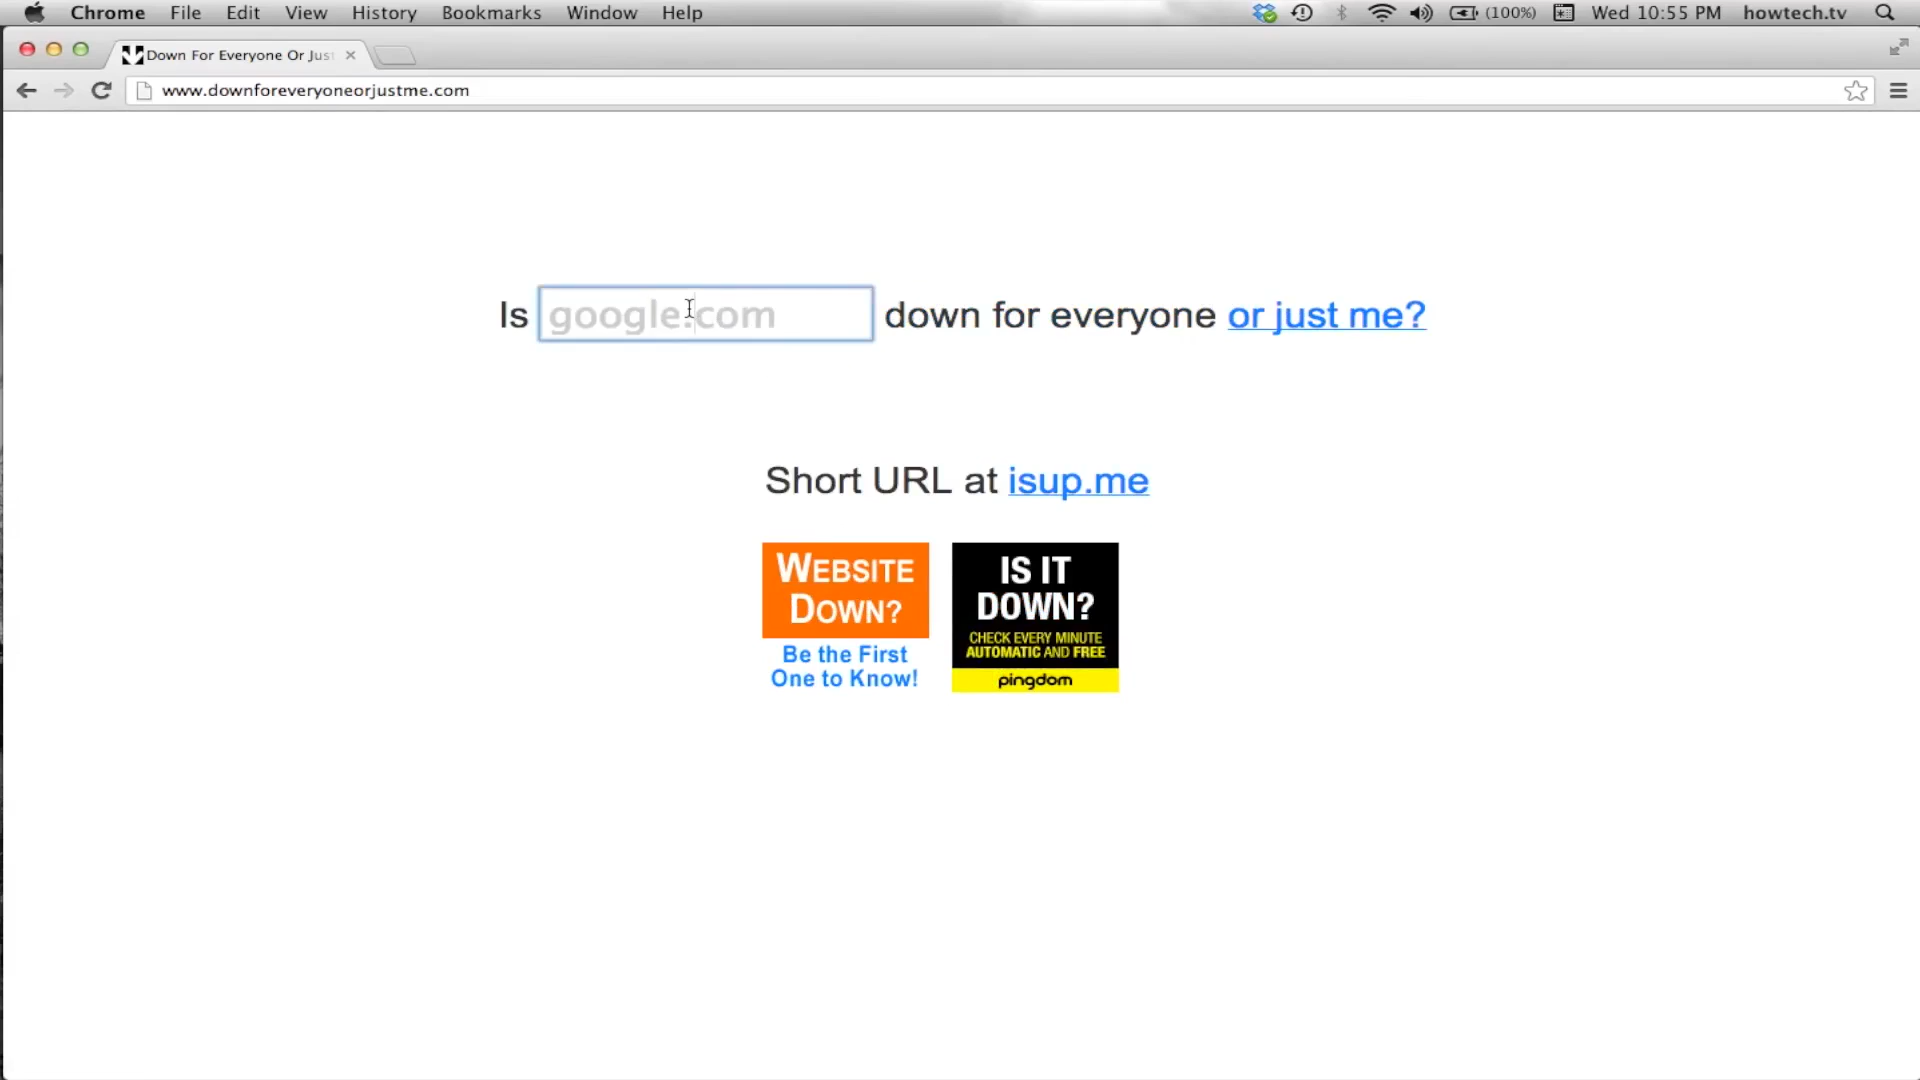 Chrome File Edit View History Bookmarks Window Help (100%) Wed 10:55 PM howtech.tv
Down For Everyone Or Jus
www.downforeveryoneorjustme.com
Is google.com down for everyone or just me?
Short URL at isup.me
WEBSITE
DOWN?
Be the First
One to Know!
IS IT
DOWN?
CHECK EVERY MINUTE
AUTOMATIC AND FREE
pingdom